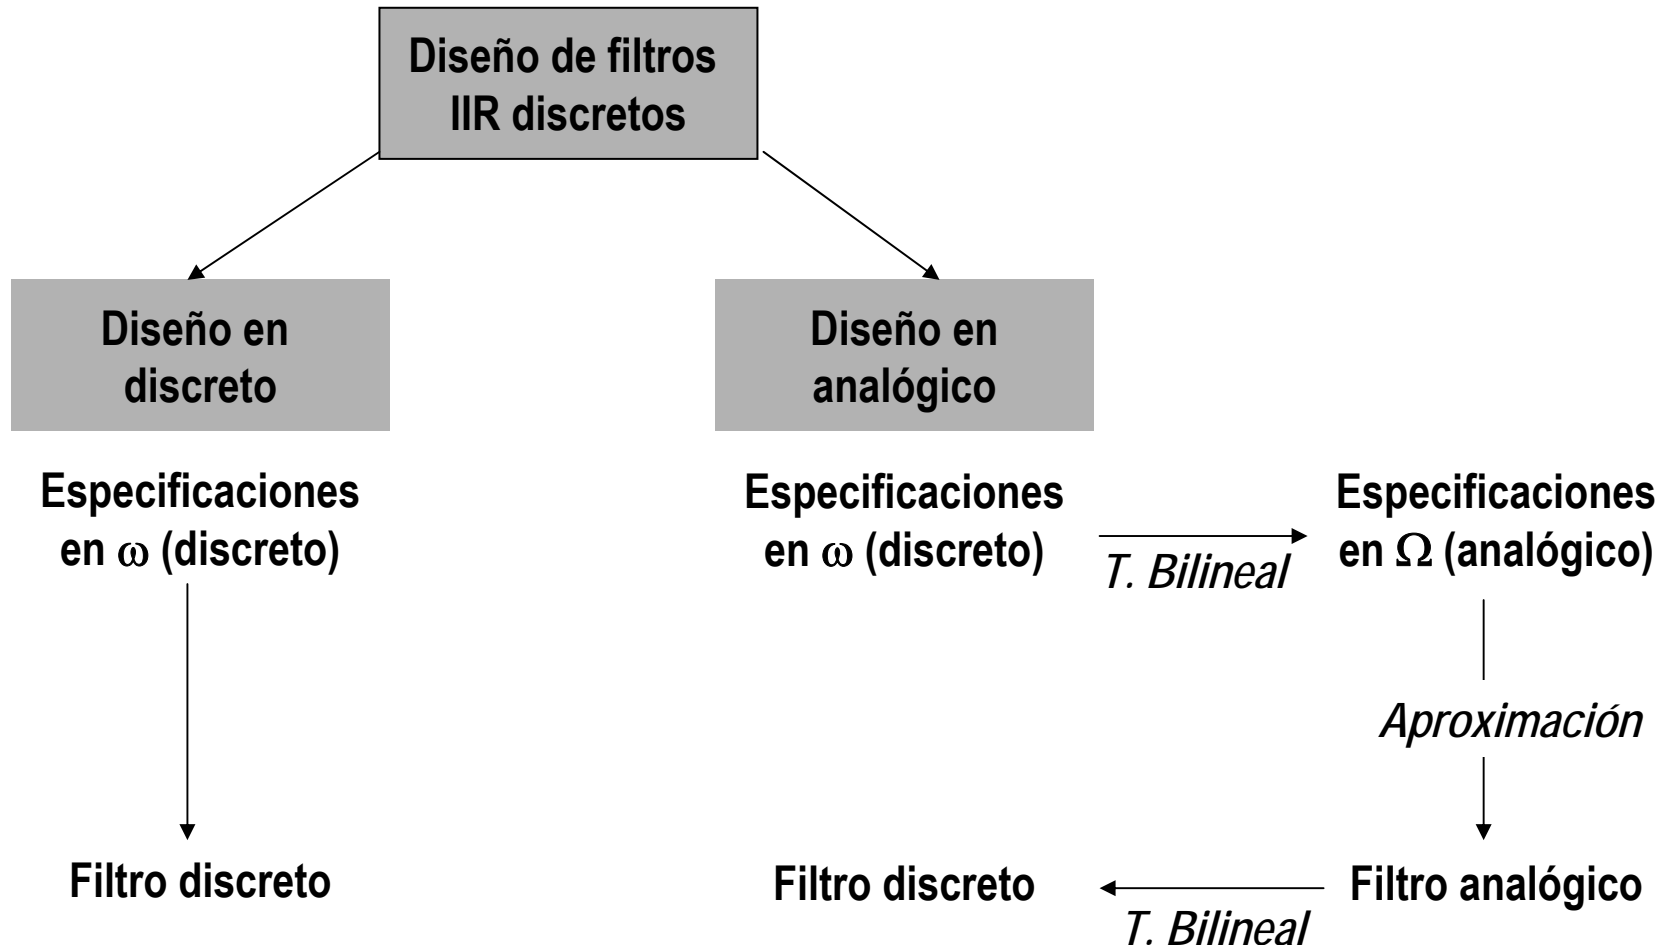 Diseño de filtros
IIR discretos
Diseño en
discreto
Diseño en
analógico
Especificaciones
en ω (discreto)
Especificaciones
en ω (discreto)
T. Bilineal
Especificaciones
en Ω (analógico)
Aproximación
Filtro discreto
Filtro discreto
T. Bilineal
Filtro analógico